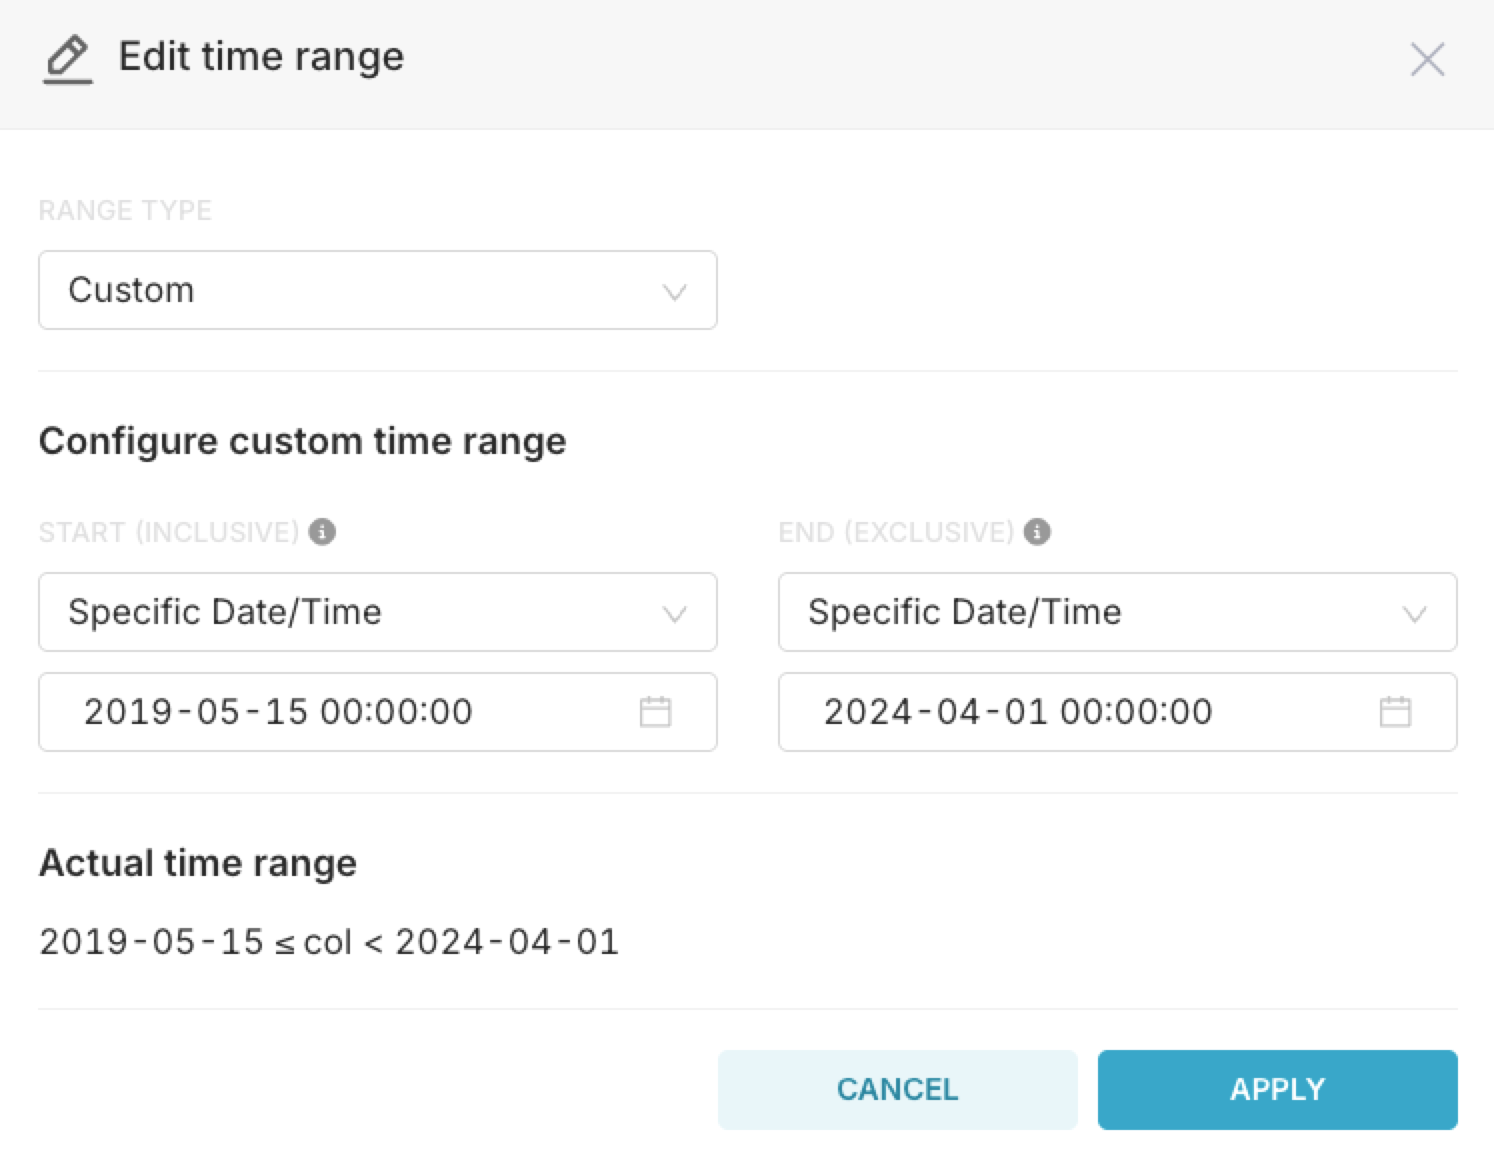 Edit time range
RANGE TYPE
Custom
Configure custom time range
START (INCLUSIVE)
END (EXCLUSIVE)
Specific Date/Time
Specific Date/Time
2019-05-15 00:00:00
2024-04-01 00:00:00
Actual time range
2019-05-15 ≤ col < 2024-04-01
CANCEL
APPLY